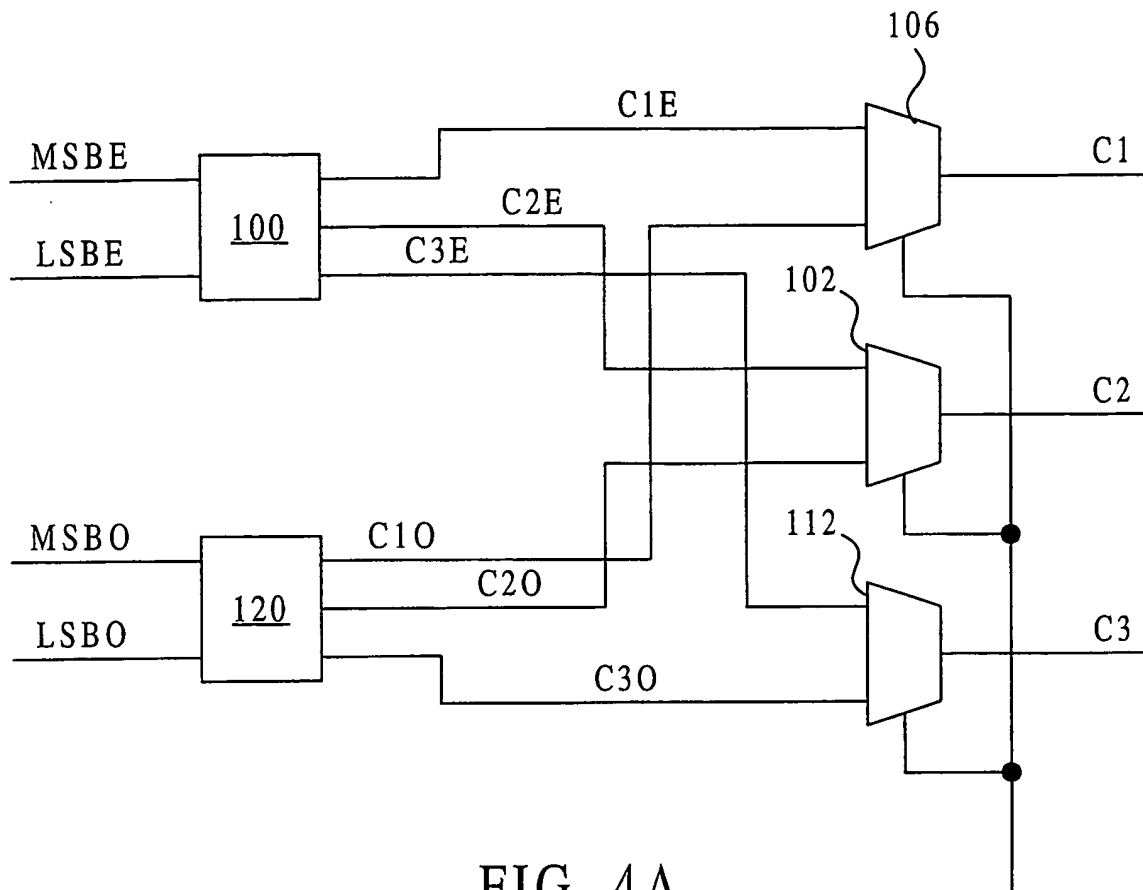 106
C1E
C1
MSBE
C2E
100
LSBE
C3E
102
C2
MSBO
C1O
112
C2O
120
LSBO
C3
C3O
FIG. 4A